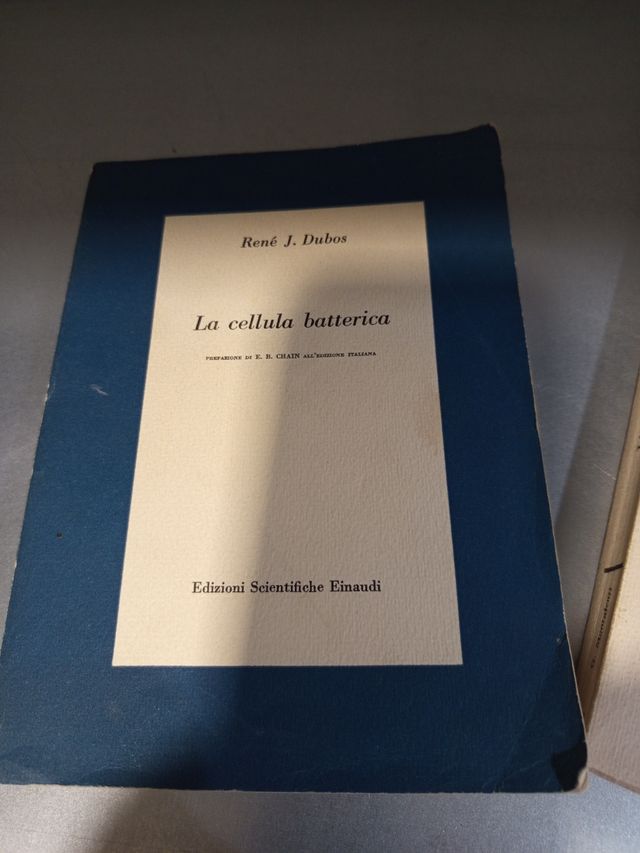 René J. Dubos
La cellula batterica
PREFAZIONE DI E. B. CHAIN ALL'EDIZIONE ITALIANA
Edizioni Scientifiche Einaudi